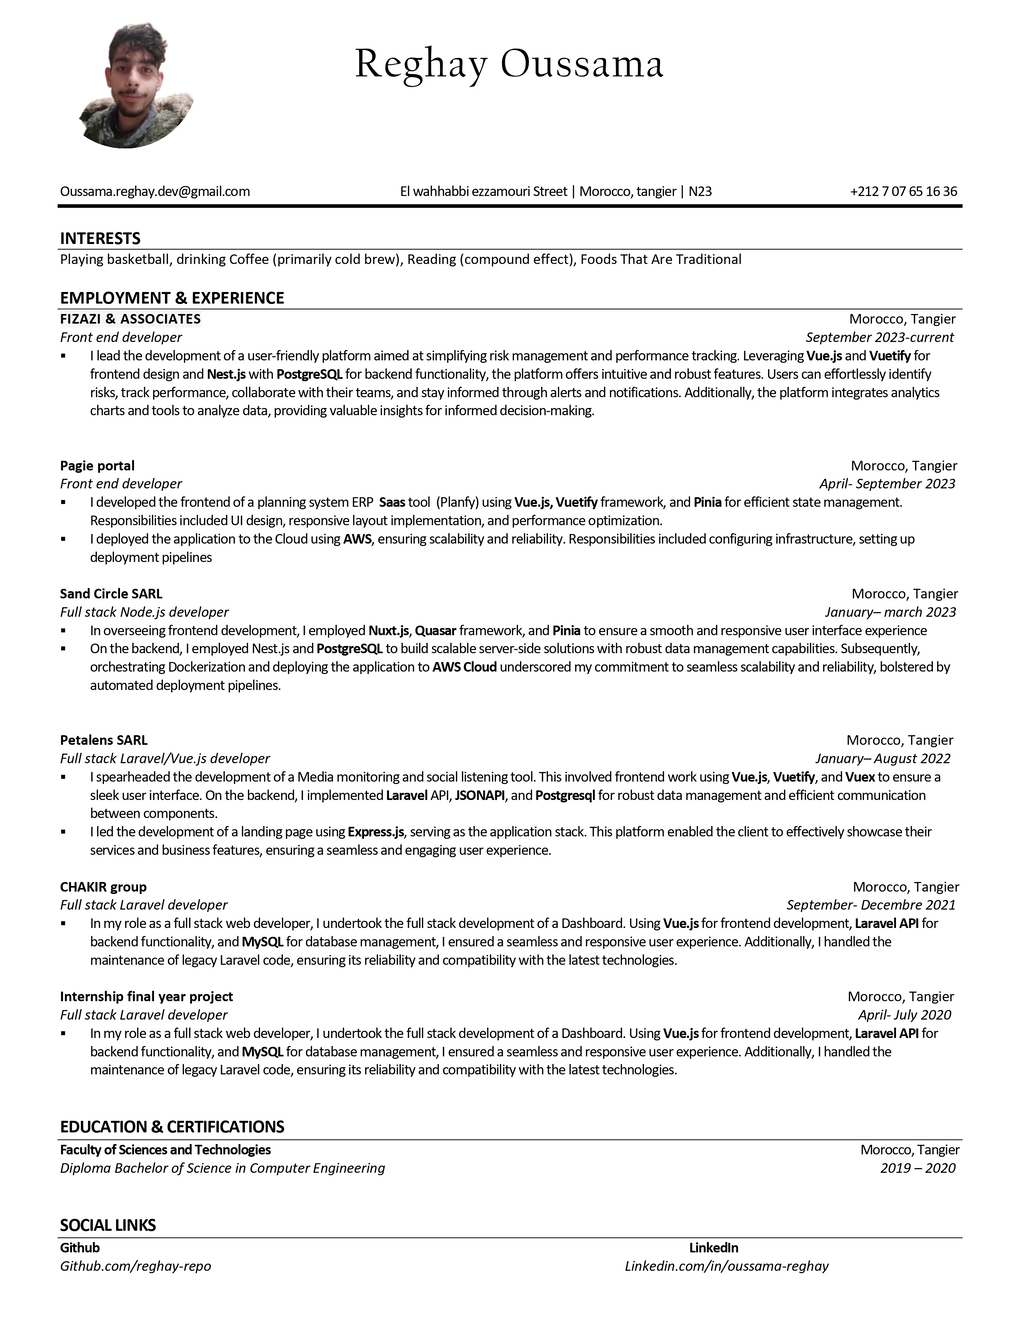 Reghay Oussama
Oussama.reghay.dev@gmail.com El wahhabbi ezzamouri Street | Morocco, tangier | N23 +212 7 07 65 16 36
INTERESTS
Playing basketball, drinking Coffee (primarily cold brew), Reading (compound effect), Foods That Are Traditional
EMPLOYMENT & EXPERIENCE
FIZAZI & ASSOCIATES Morocco, Tangier
Front end developer September 2023-current
▪ I lead the development of a user-friendly platform aimed at simplifying risk management and performance tracking. Leveraging Vue.js and Vuetify for
frontend design and Nest.js with PostgreSQL for backend functionality, the platform offers intuitive and robust features. Users can effortlessly identify
risks, track performance, collaborate with their teams, and stay informed through alerts and notifications. Additionally, the platform integrates analytics
charts and tools to analyze data, providing valuable insights for informed decision-making.
Pagie portal Morocco, Tangier
Front end developer April- September 2023
▪ I developed the frontend of a planning system ERP Saas tool (Planfy) using Vue.js, Vuetify framework, and Pinia for efficient state management.
Responsibilities included UI design, responsive layout implementation, and performance optimization.
▪ I deployed the application to the Cloud using AWS, ensuring scalability and reliability. Responsibilities included configuring infrastructure, setting up
deployment pipelines
Sand Circle SARL Morocco, Tangier
Full stack Node.js developer January– march 2023
▪ In overseeing frontend development, I employed Nuxt.js, Quasar framework, and Pinia to ensure a smooth and responsive user interface experience
▪ On the backend, I employed Nest.js and PostgreSQL to build scalable server-side solutions with robust data management capabilities. Subsequently,
orchestrating Dockerization and deploying the application to AWS Cloud underscored my commitment to seamless scalability and reliability, bolstered by
automated deployment pipelines.
Petalens SARL Morocco, Tangier
Full stack Laravel/Vue.js developer January– August 2022
▪ I spearheaded the development of a Media monitoring and social listening tool. This involved frontend work using Vue.js, Vuetify, and Vuex to ensure a
sleek user interface. On the backend, I implemented Laravel API, JSONAPI, and Postgresql for robust data management and efficient communication
between components.
▪ I led the development of a landing page using Express.js, serving as the application stack. This platform enabled the client to effectively showcase their
services and business features, ensuring a seamless and engaging user experience.
CHAKIR group Morocco, Tangier
Full stack Laravel developer September- Decembre 2021
▪ In my role as a full stack web developer, I undertook the full stack development of a Dashboard. Using Vue.js for frontend development, Laravel API for
backend functionality, and MySQL for database management, I ensured a seamless and responsive user experience. Additionally, I handled the
maintenance of legacy Laravel code, ensuring its reliability and compatibility with the latest technologies.
Internship final year project Morocco, Tangier
Full stack Laravel developer April- July 2020
▪ In my role as a full stack web developer, I undertook the full stack development of a Dashboard. Using Vue.js for frontend development, Laravel API for
backend functionality, and MySQL for database management, I ensured a seamless and responsive user experience. Additionally, I handled the
maintenance of legacy Laravel code, ensuring its reliability and compatibility with the latest technologies.
EDUCATION & CERTIFICATIONS
Faculty of Sciences and Technologies Morocco, Tangier
Diploma Bachelor of Science in Computer Engineering 2019 – 2020
SOCIAL LINKS
Github LinkedIn
Github.com/reghay-repo Linkedin.com/in/oussama-reghay